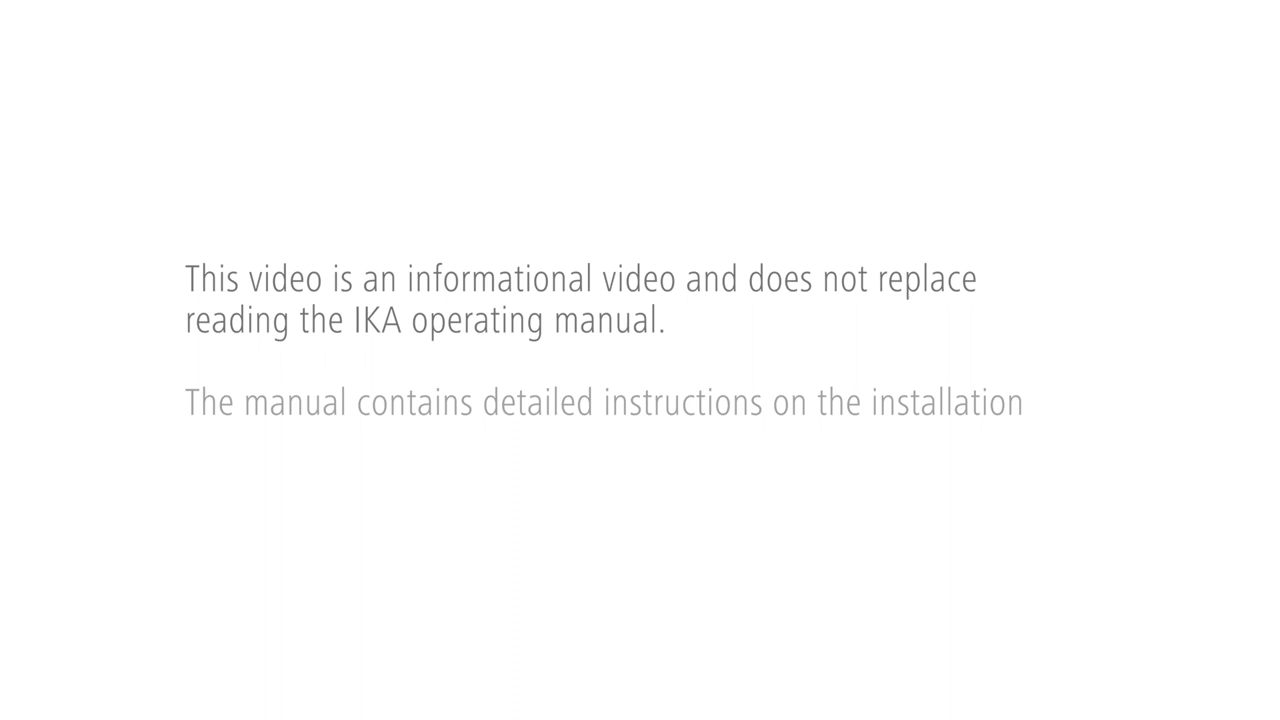 This video is an informational video and does not replace
reading the IKA operating manual.
The manual contains detailed instructions on the installation